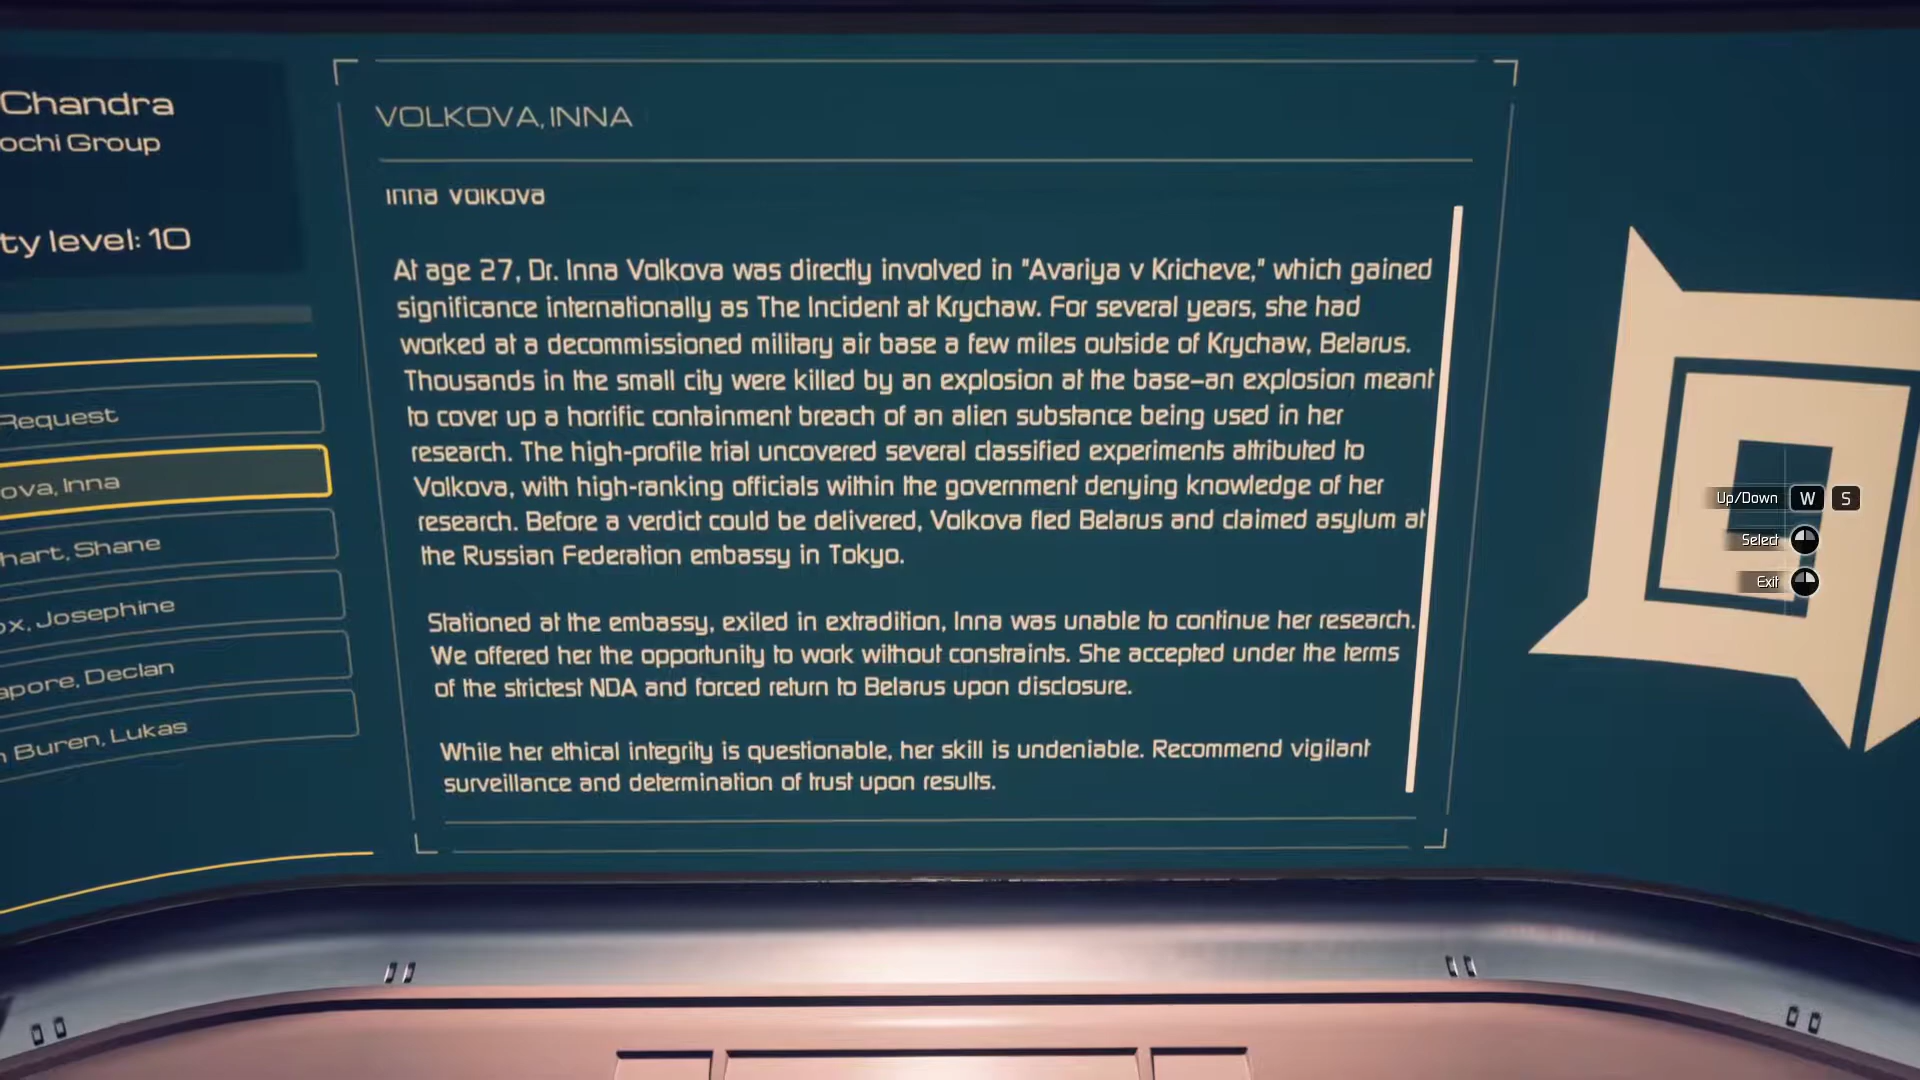 Chandra
ochi Group
ty level: 10
Request
ova, Inna
hart, Shane
ox, Josephine
apore, Declan
n Buren, Lukas
VOLKOVA, INNA
Inna Volkova
At age 27, Dr. Inna Volkova was directly involved in "Avariya v Kricheve," which gained
significance internationally as The Incident at Krychaw. For several years, she had
worked at a decommissioned military air base a few miles outside of Krychaw, Belarus.
Thousands in the small city were killed by an explosion at the base—an explosion meant
to cover up a horrific containment breach of an alien substance being used in her
research. The high-profile trial uncovered several classified experiments attributed to
Volkova, with high-ranking officials within the government denying knowledge of her
research. Before a verdict could be delivered, Volkova fled Belarus and claimed asylum at
the Russian Federation embassy in Tokyo.
Stationed at the embassy, exiled in extradition, Inna was unable to continue her research.
We offered her the opportunity to work without constraints. She accepted under the terms
of the strictest NDA and forced return to Belarus upon disclosure.
While her ethical integrity is questionable, her skill is undeniable. Recommend vigilant
surveillance and determination of trust upon results.
Up/Down W S
Select
Exit